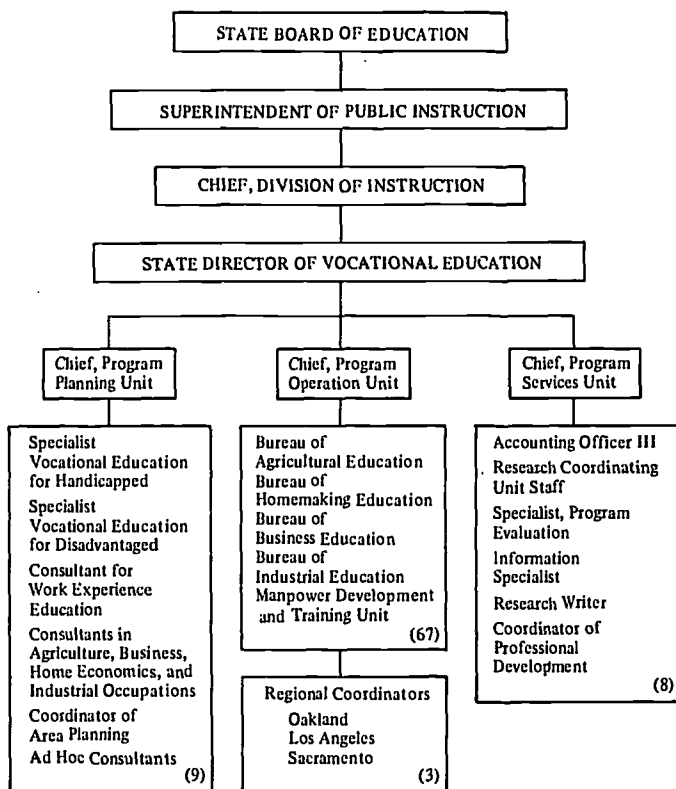 STATE BOARD OF EDUCATION
SUPERINTENDENT OF PUBLIC INSTRUCTION
CHIEF, DIVISION OF INSTRUCTION
STATE DIRECTOR OF VOCATIONAL EDUCATION
Chief, Program
Planning Unit
Specialist
Vocational Education
for Handicapped
Specialist
Vocational Education
for Disadvantaged
Consultant for
Work Experience
Education
Consultants in
Agriculture, Business,
Home Economics, and
Industrial Occupations
Coordinator of
Area Planning
Ad Hoc Consultants
(9)
Chief, Program
Operation Unit
Bureau of
Agricultural Education
Bureau of
Homemaking Education
Bureau of
Business Education
Bureau of
Industrial Education
Manpower Development
and Training Unit
(67)
Regional Coordinators
Oakland
Los Angeles
Sacramento
(3)
Chief, Program
Services Unit
Accounting Officer III
Research Coordinating
Unit Staff
Specialist, Program
Evaluation
Information
Specialist
Research Writer
Coordinator of
Professional
Development
(8)